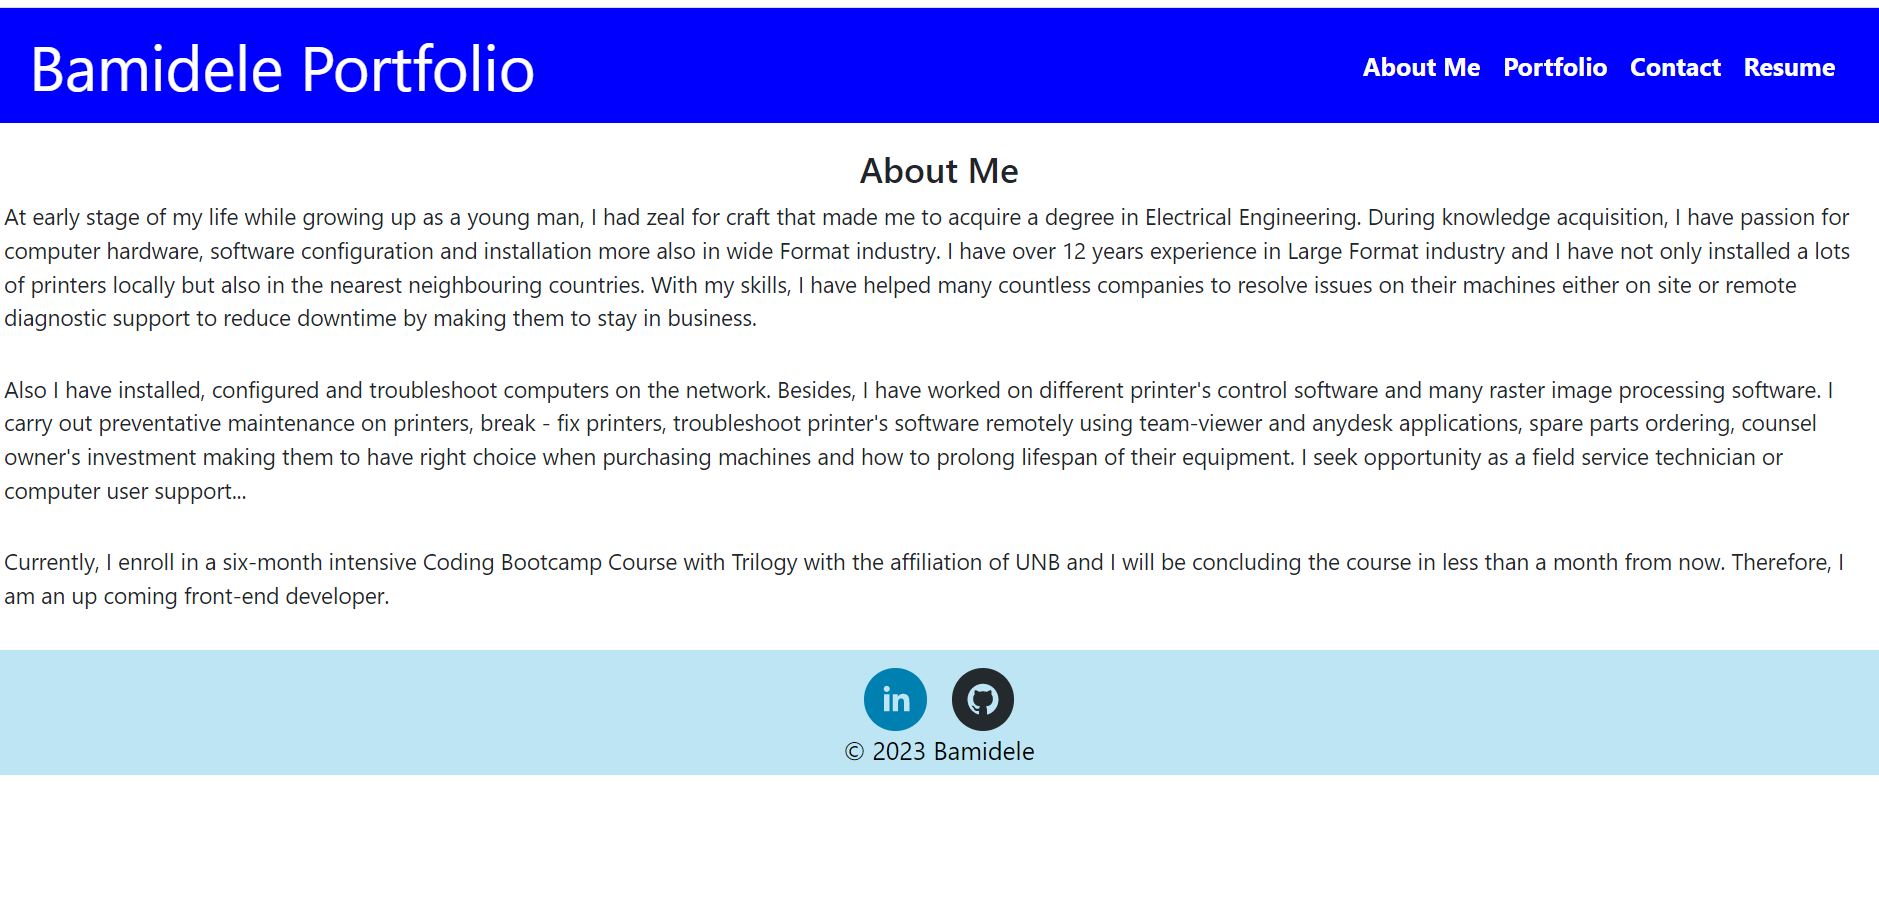 Bamidele Portfolio
About Me Portfolio Contact Resume
About Me
At early stage of my life while growing up as a young man, I had zeal for craft that made me to acquire a degree in Electrical Engineering. During knowledge acquisition, I have passion for
computer hardware, software configuration and installation more also in wide Format industry. I have over 12 years experience in Large Format industry and I have not only installed a lots
of printers locally but also in the nearest neighbouring countries. With my skills, I have helped many countless companies to resolve issues on their machines either on site or remote
diagnostic support to reduce downtime by making them to stay in business.
Also I have installed, configured and troubleshoot computers on the network. Besides, I have worked on different printer's control software and many raster image processing software. I
carry out preventative maintenance on printers, break - fix printers, troubleshoot printer's software remotely using team-viewer and anydesk applications, spare parts ordering, counsel
owner's investment making them to have right choice when purchasing machines and how to prolong lifespan of their equipment. I seek opportunity as a field service technician or
computer user support...
Currently, I enroll in a six-month intensive Coding Bootcamp Course with Trilogy with the affiliation of UNB and I will be concluding the course in less than a month from now. Therefore, I
am an up coming front-end developer.
in
© 2023 Bamidele